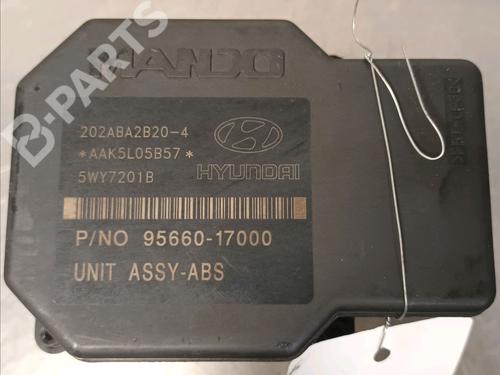 B-PARTS
MANDO
202ABA2B20-4
*AAK5L05B57*
5WY7201B
HYUNDAI
P/NO 95660-17000
UNIT ASSY-ABS